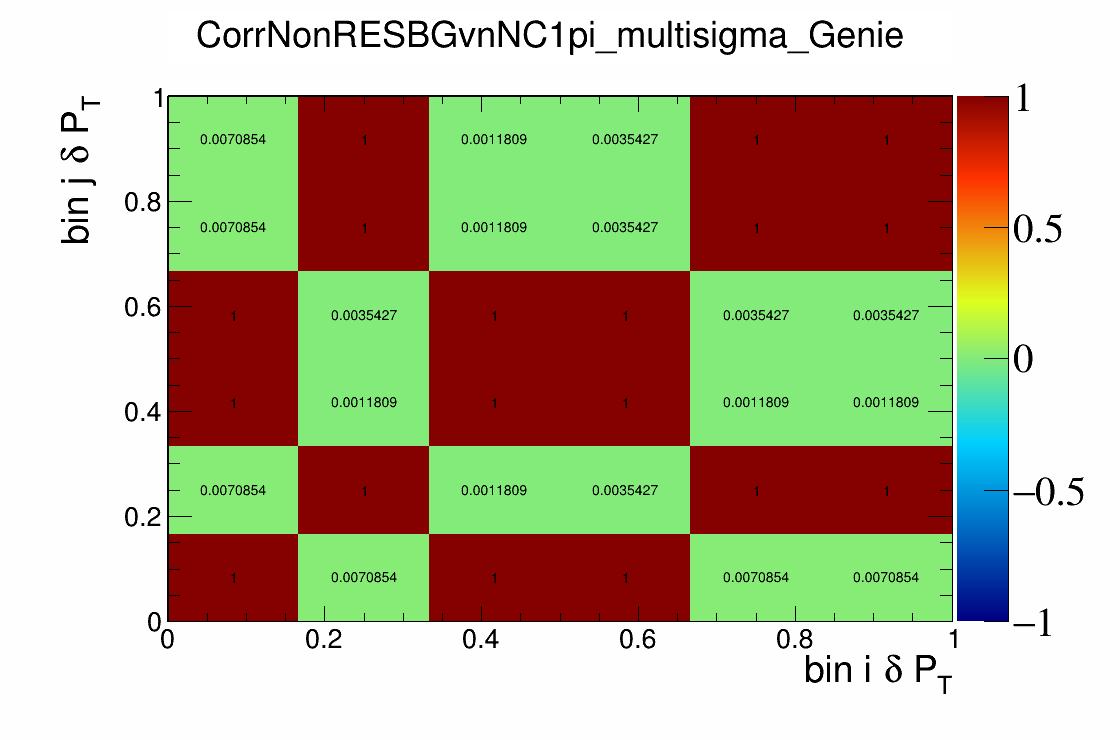 CorrNonRESBGvnNC1pi_multisigma_Genie
bin j δ P_T
1
0.8
0.6
0.4
0.2
0
0.0070854 1 0.0011809 0.0035427 1 1
0.0070854 1 0.0011809 0.0035427 1 1
1 0.0035427 1 1 0.0035427 0.0035427
1 0.0011809 1 1 0.0011809 0.0011809
0.0070854 1 0.0011809 0.0035427 1 1
1 0.0070854 1 1 0.0070854 0.0070854
0 0.2 0.4 0.6 0.8 1
bin i δ P_T
1
0.5
0
−0.5
−1